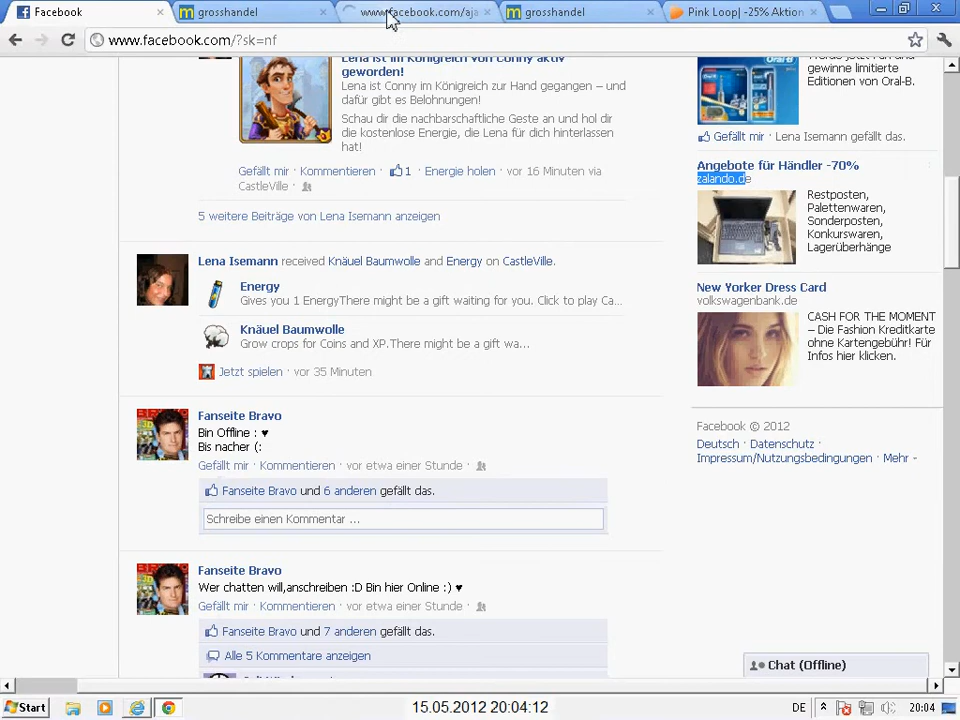 Facebook
grosshandel
www.facebook.com/aja
grosshandel
Pink Loop| -25% Aktion
www.facebook.com/?sk=nf
Lena ist im Königreich von Conny aktiv
geworden!
Lena ist Conny im Königreich zur Hand gegangen – und
dafür gibt es Belohnungen!
Schau dir die nachbarschaftliche Geste an und hol dir
die kostenlose Energie, die Lena für dich hinterlassen
hat!
Gefällt mir · Kommentieren · 1 · Energie holen · vor 16 Minuten via
CastleVille ·
5 weitere Beiträge von Lena Isemann anzeigen
Lena Isemann received Knäuel Baumwolle and Energy on CastleVille.
Energy
Gives you 1 EnergyThere might be a gift waiting for you. Click to play Ca...
Knäuel Baumwolle
Grow crops for Coins and XP.There might be a gift wa...
Jetzt spielen · vor 35 Minuten
Fanseite Bravo
Bin Offline : ♥
Bis nacher (:
Gefällt mir · Kommentieren · vor etwa einer Stunde ·
Fanseite Bravo und 6 anderen gefällt das.
Schreibe einen Kommentar ...
Fanseite Bravo
Wer chatten will,anschreiben :D Bin hier Online :) ♥
Gefällt mir · Kommentieren · vor etwa einer Stunde ·
Fanseite Bravo und 7 anderen gefällt das.
Alle 5 Kommentare anzeigen
gewinne limitierte
Editionen von Oral-B.
Gefällt mir · Lena Isemann gefällt das.
Angebote für Händler -70%
zalando.de
Restposten,
Palettenwaren,
Sonderposten,
Konkurswaren,
Lagerüberhänge
New Yorker Dress Card
volkswagenbank.de
CASH FOR THE MOMENT
– Die Fashion Kreditkarte
ohne Kartengebühr! Für
Infos hier klicken.
Facebook © 2012
Deutsch · Datenschutz ·
Impressum/Nutzungsbedingungen · Mehr -
Chat (Offline)
Start
15.05.2012 20:04:12
DE
20:04